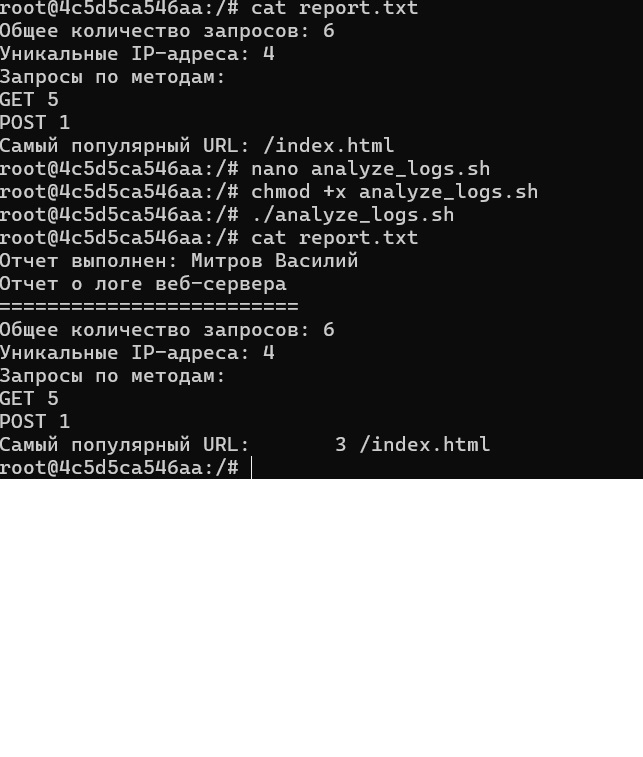 root@4c5d5ca546aa:/# cat report.txt
Общее количество запросов: 6
Уникальные IP-адреса: 4
Запросы по методам:
GET 5
POST 1
Самый популярный URL: /index.html
root@4c5d5ca546aa:/# nano analyze_logs.sh
root@4c5d5ca546aa:/# chmod +x analyze_logs.sh
root@4c5d5ca546aa:/# ./analyze_logs.sh
root@4c5d5ca546aa:/# cat report.txt
Отчет выполнен: Митров Василий
Отчет о логе веб-сервера
=========================
Общее количество запросов: 6
Уникальные IP-адреса: 4
Запросы по методам:
GET 5
POST 1
Самый популярный URL:       3 /index.html
root@4c5d5ca546aa:/#